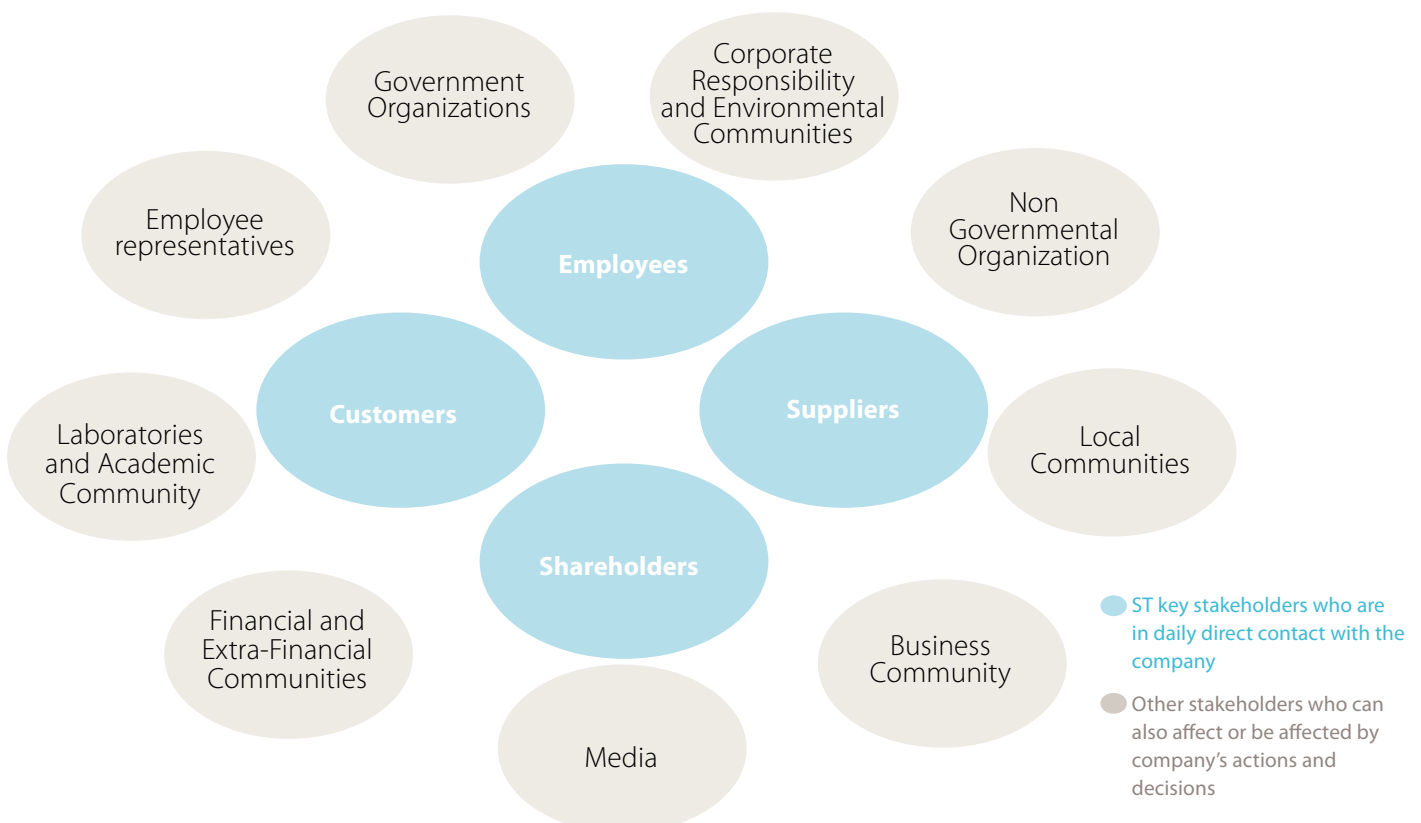 Corporate
Responsibility
and Environmental
Communities
Government
Organizations
Non
Governmental
Organization
Employee
representatives
Employees
Customers
Suppliers
Laboratories
and Academic
Community
Local
Communities
Shareholders
Financial and
Extra-Financial
Communities
Business
Community
Media
ST key stakeholders who are
in daily direct contact with the
company
Other stakeholders who can
also affect or be affected by
company’s actions and
decisions